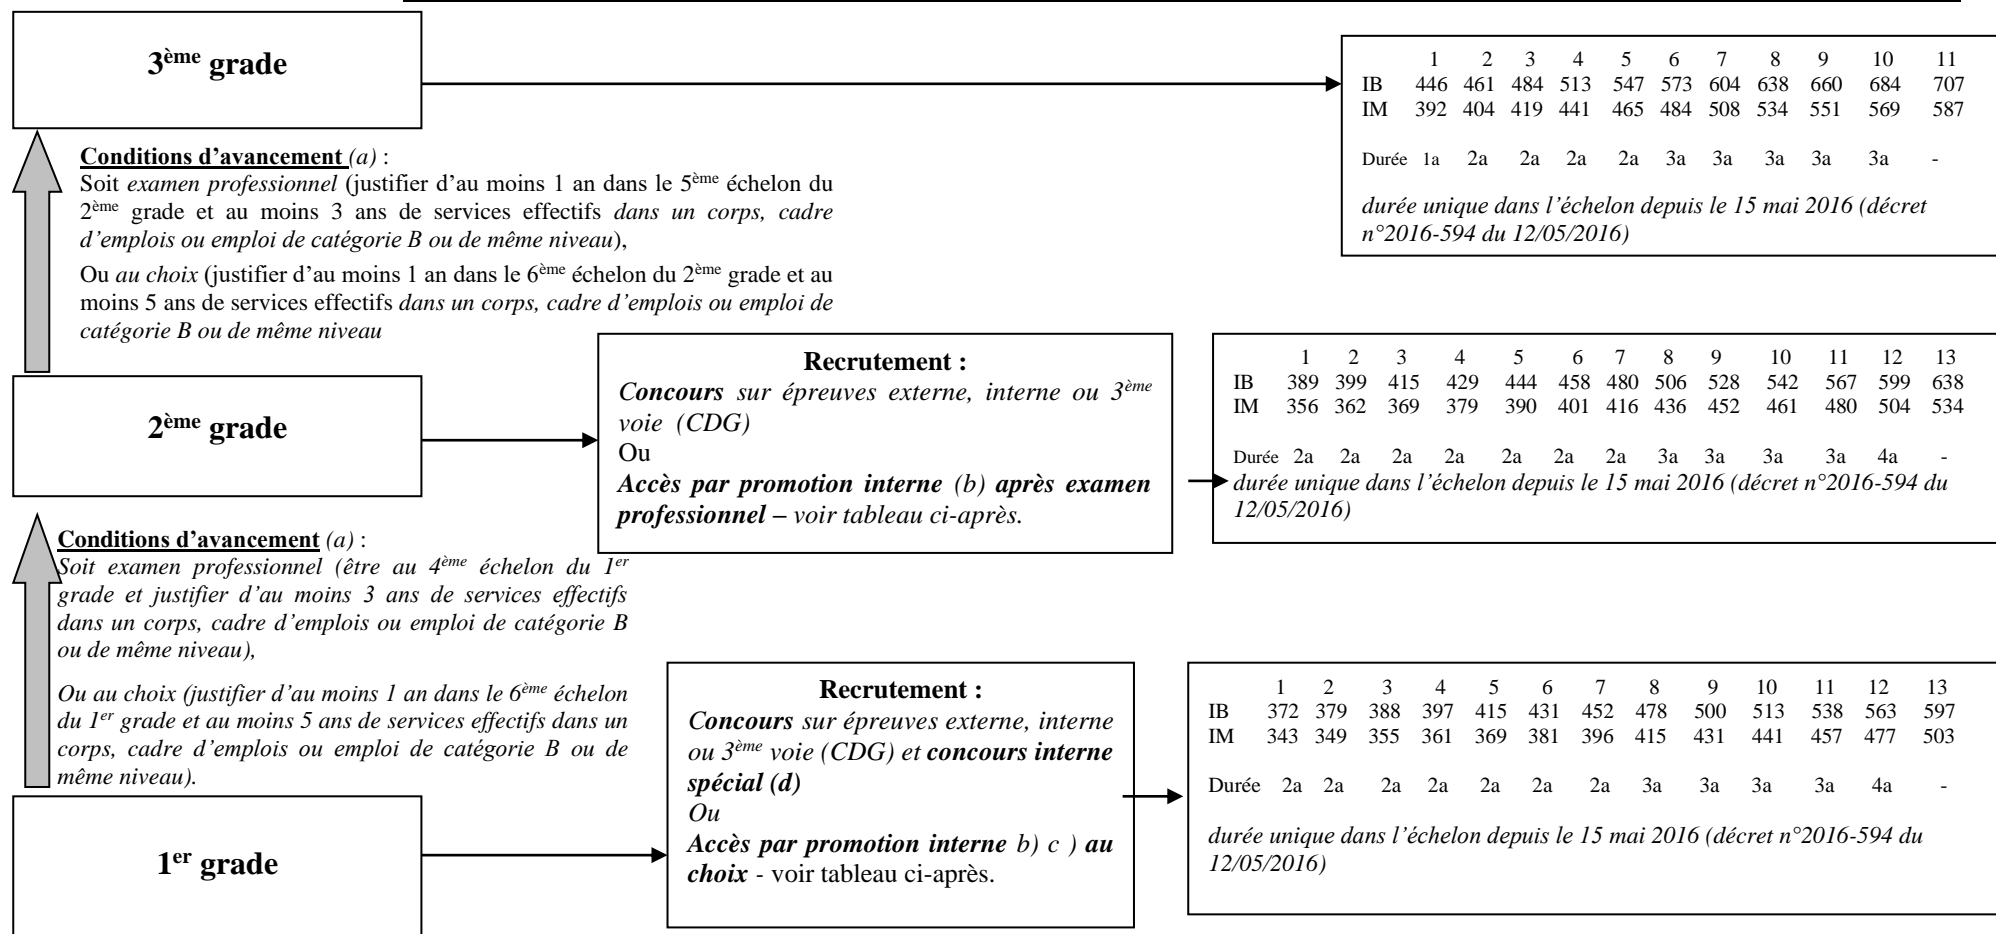 3ème grade
1 2 3 4 5 6 7 8 9 10 11
IB 446 461 484 513 547 573 604 638 660 684 707
IM 392 404 419 441 465 484 508 534 551 569 587
Durée 1a 2a 2a 2a 2a 3a 3a 3a 3a 3a -
durée unique dans l’échelon depuis le 15 mai 2016 (décret
n°2016-594 du 12/05/2016)
Conditions d’avancement (a) :
Soit examen professionnel (justifier d’au moins 1 an dans le 5ème échelon du
2ème grade et au moins 3 ans de services effectifs dans un corps, cadre
d’emplois ou emploi de catégorie B ou de même niveau),
Ou au choix (justifier d’au moins 1 an dans le 6ème échelon du 2ème grade et au
moins 5 ans de services effectifs dans un corps, cadre d’emplois ou emploi de
catégorie B ou de même niveau
2ème grade
Recrutement :
Concours sur épreuves externe, interne ou 3ème
voie (CDG)
Ou
Accès par promotion interne (b) après examen
professionnel – voir tableau ci-après.
1 2 3 4 5 6 7 8 9 10 11 12 13
IB 389 399 415 429 444 458 480 506 528 542 567 599 638
IM 356 362 369 379 390 401 416 436 452 461 480 504 534
Durée 2a 2a 2a 2a 2a 2a 2a 3a 3a 3a 3a 4a -
durée unique dans l’échelon depuis le 15 mai 2016 (décret n°2016-594 du
12/05/2016)
Conditions d’avancement (a) :
Soit examen professionnel (être au 4ème échelon du 1er
grade et justifier d’au moins 3 ans de services effectifs
dans un corps, cadre d’emplois ou emploi de catégorie B
ou de même niveau),
Ou au choix (justifier d’au moins 1 an dans le 6ème échelon
du 1er grade et au moins 5 ans de services effectifs dans un
corps, cadre d’emplois ou emploi de catégorie B ou de
même niveau).
1er grade
Recrutement :
Concours sur épreuves externe, interne
ou 3ème voie (CDG) et concours interne
spécial (d)
Ou
Accès par promotion interne b) c ) au
choix - voir tableau ci-après.
1 2 3 4 5 6 7 8 9 10 11 12 13
IB 372 379 388 397 415 431 452 478 500 513 538 563 597
IM 343 349 355 361 369 381 396 415 431 441 457 477 503
Durée 2a 2a 2a 2a 2a 2a 2a 3a 3a 3a 3a 4a -
durée unique dans l’échelon depuis le 15 mai 2016 (décret n°2016-594 du
12/05/2016)